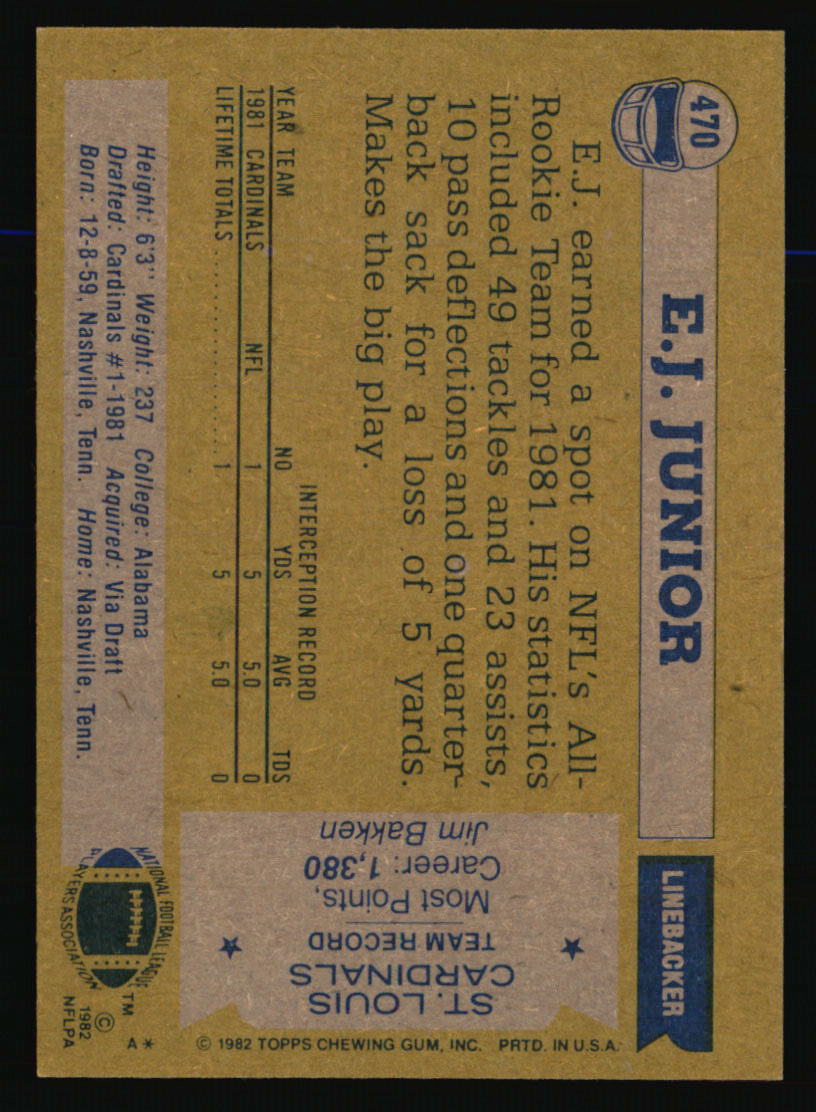 470
E.J. JUNIOR
LINEBACKER
E.J. earned a spot on NFL's All-
Rookie Team for 1981. His statistics
included 49 tackles and 23 assists,
10 pass deflections and one quarter-
back sack for a loss of 5 yards.
Makes the big play.
INTERCEPTION RECORD
YEAR TEAM NO YDS AVG TDS
1981 CARDINALS NFL 1 5 5.0 0
LIFETIME TOTALS .................... 1 5 5.0 0
Height: 6'3" Weight: 237 College: Alabama
Drafted: Cardinals #1-1981 Acquired: Via Draft
Born: 12-8-59, Nashville, Tenn. Home: Nashville, Tenn.
ST. LOUIS
CARDINALS
TEAM RECORD
Most Points,
Career: 1,380
Jim Bakken
NATIONAL FOOTBALL LEAGUE
PLAYERS ASSOCIATION
TM
©
1982
NFLPA
A*
© 1982 TOPPS CHEWING GUM, INC. PRTD. IN U.S.A.